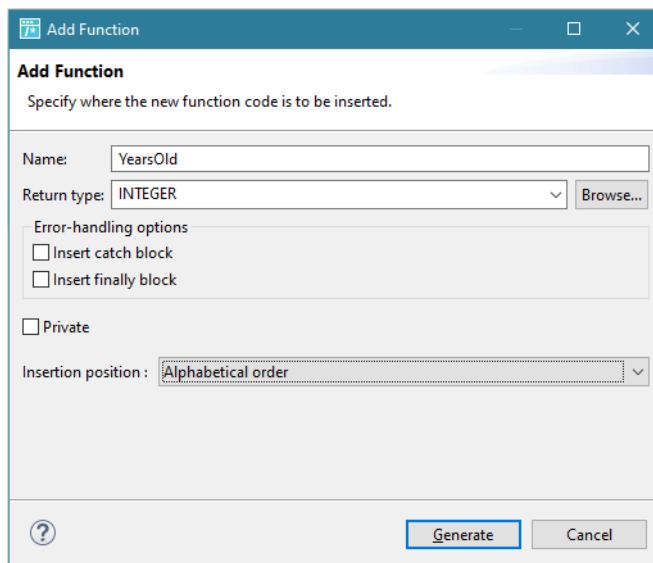 Add Function
Add Function
Specify where the new function code is to be inserted.
Name: YearsOld
Return type: INTEGER Browse...
Error-handling options
Insert catch block
Insert finally block
Private
Insertion position : Alphabetical order
? Generate Cancel